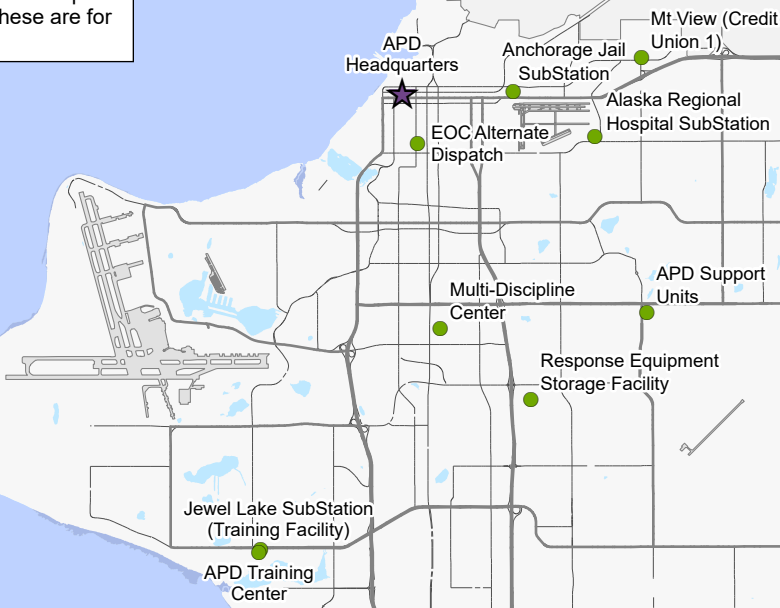 hese are for
Mt View (Credit
Union 1)
APD
Headquarters
Anchorage Jail
SubStation
Alaska Regional
Hospital SubStation
EOC Alternate
Dispatch
APD Support
Units
Multi-Discipline
Center
Response Equipment
Storage Facility
Jewel Lake SubStation
(Training Facility)
APD Training
Center